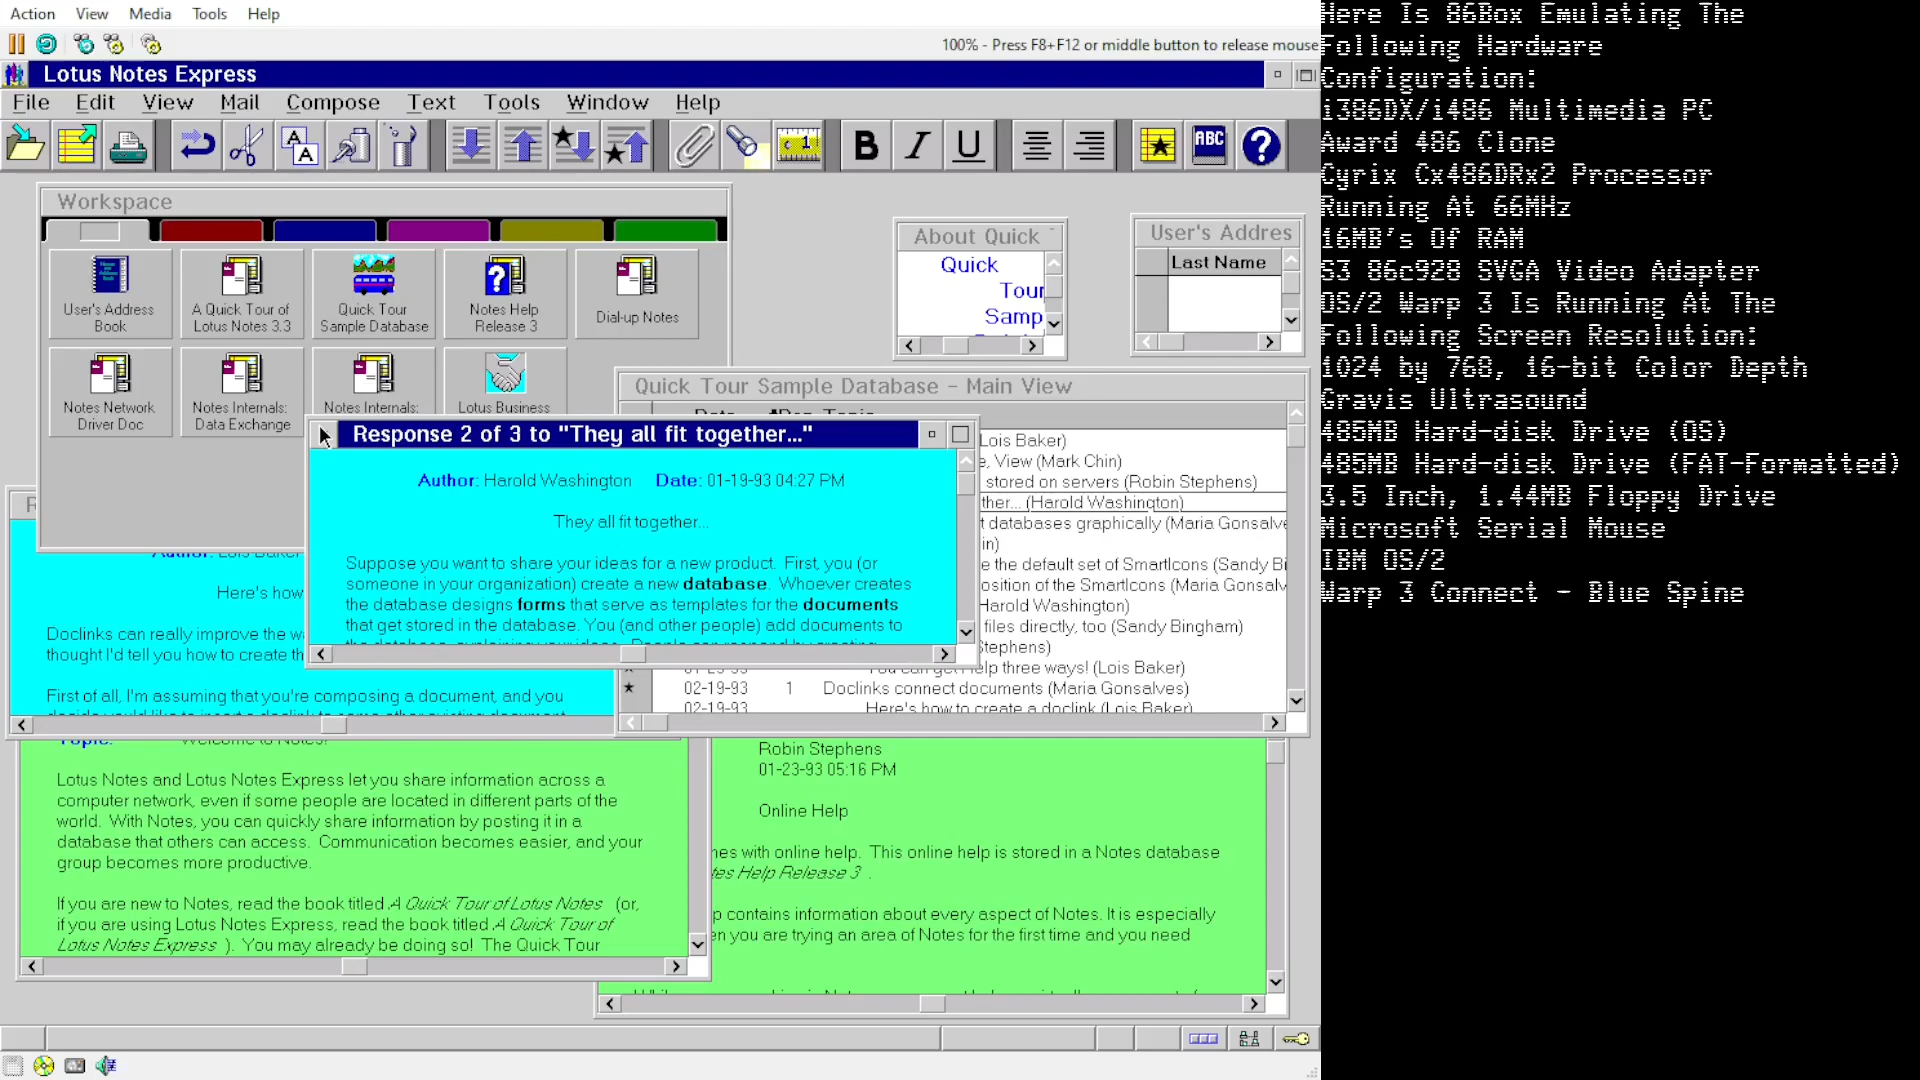 Action View Media Tools Help
100% - Press F8+F12 or middle button to release mouse
Lotus Notes Express
File Edit View Mail Compose Text Tools Window Help
B I U ABC
Workspace
User's Address Book
A Quick Tour of Lotus Notes 3.3
Quick Tour Sample Database
Notes Help Release 3
Dial-up Notes
Notes Network Driver Doc
Notes Internals: Data Exchange
Notes Internals:
Lotus Business
About Quick
Quick
Tour
Samp
User's Addres
Last Name
Quick Tour Sample Database - Main View
Topic
Lois Baker)
e, View (Mark Chin)
stored on servers (Robin Stephens)
ther... (Harold Washington)
t databases graphically (Maria Gonsalve
in)
e the default set of SmartIcons (Sandy Bi
osition of the SmartIcons (Maria Gonsalv
Harold Washington)
files directly, too (Sandy Bingham)
Stephens)
You can get Help three ways! (Lois Baker)
02-19-93 1 Doclinks connect documents (Maria Gonsalves)
02-19-93 Here's how to create a doclink (Lois Baker)
Response 2 of 3 to "They all fit together..."
Author: Harold Washington Date: 01-19-93 04:27 PM
They all fit together...
Suppose you want to share your ideas for a new product. First, you (or
someone in your organization) create a new database. Whoever creates
the database designs forms that serve as templates for the documents
that get stored in the database. You (and other people) add documents to
Author: Lois Baker
Here's how
Doclinks can really improve the w
thought I'd tell you how to create th
First of all, I'm assuming that you're composing a document, and you
Topic: Welcome to Notes!
Lotus Notes and Lotus Notes Express let you share information across a
computer network, even if some people are located in different parts of the
world. With Notes, you can quickly share information by posting it in a
database that others can access. Communication becomes easier, and your
group becomes more productive.
If you are new to Notes, read the book titled A Quick Tour of Lotus Notes (or,
if you are using Lotus Notes Express, read the book titled A Quick Tour of
Lotus Notes Express ). You may already be doing so! The Quick Tour
Robin Stephens
01-23-93 05:16 PM
Online Help
nes with online help. This online help is stored in a Notes database
tes Help Release 3 .
p contains information about every aspect of Notes. It is especially
en you are trying an area of Notes for the first time and you need
Here Is 86Box Emulating The
Following Hardware
Configuration:
i386DX/i486 Multimedia PC
Award 486 Clone
Cyrix Cx486DRx2 Processor
Running At 66MHz
16MB's Of RAM
S3 86c928 SVGA Video Adapter
OS/2 Warp 3 Is Running At The
Following Screen Resolution:
1024 by 768, 16-bit Color Depth
Gravis Ultrasound
485MB Hard-disk Drive (OS)
485MB Hard-disk Drive (FAT-Formatted)
3.5 Inch, 1.44MB Floppy Drive
Microsoft Serial Mouse
IBM OS/2
Warp 3 Connect - Blue Spine